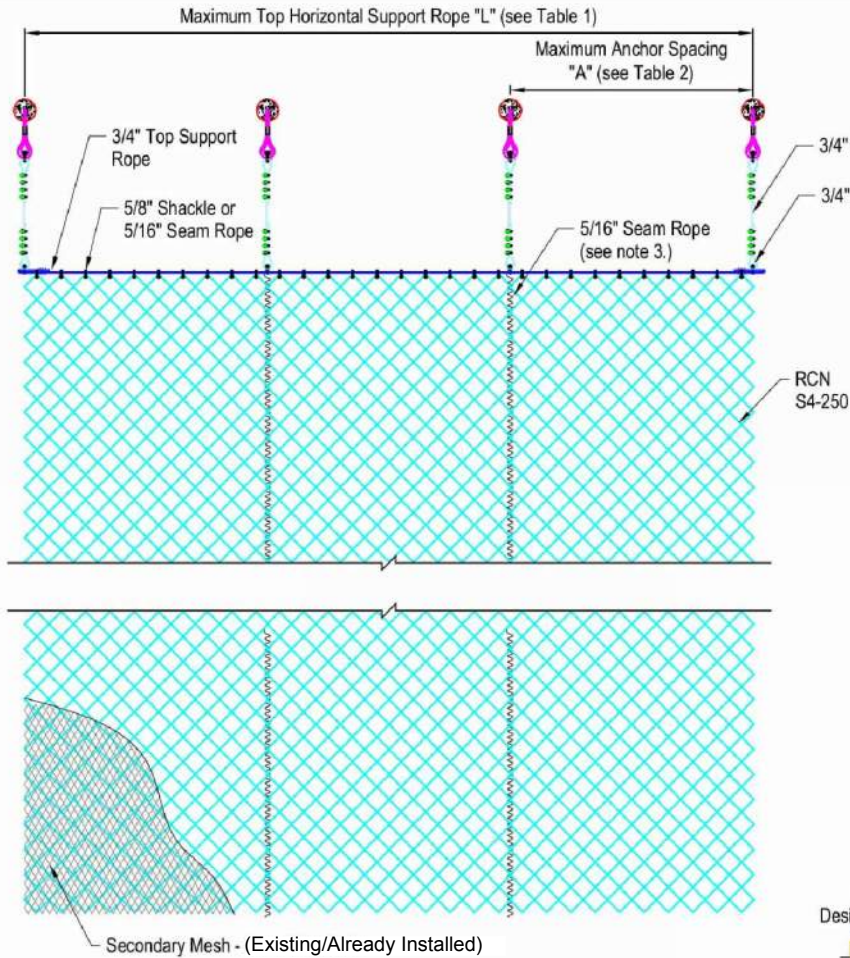 Maximum Top Horizontal Support Rope "L" (see Table 1)
Maximum Anchor Spacing
"A" (see Table 2)
3/4" Top Support
Rope
3/4"
5/8" Shackle or
5/16" Seam Rope
3/4"
5/16" Seam Rope
(see note 3.)
RCN
S4-250
Desi
Secondary Mesh - (Existing/Already Installed)